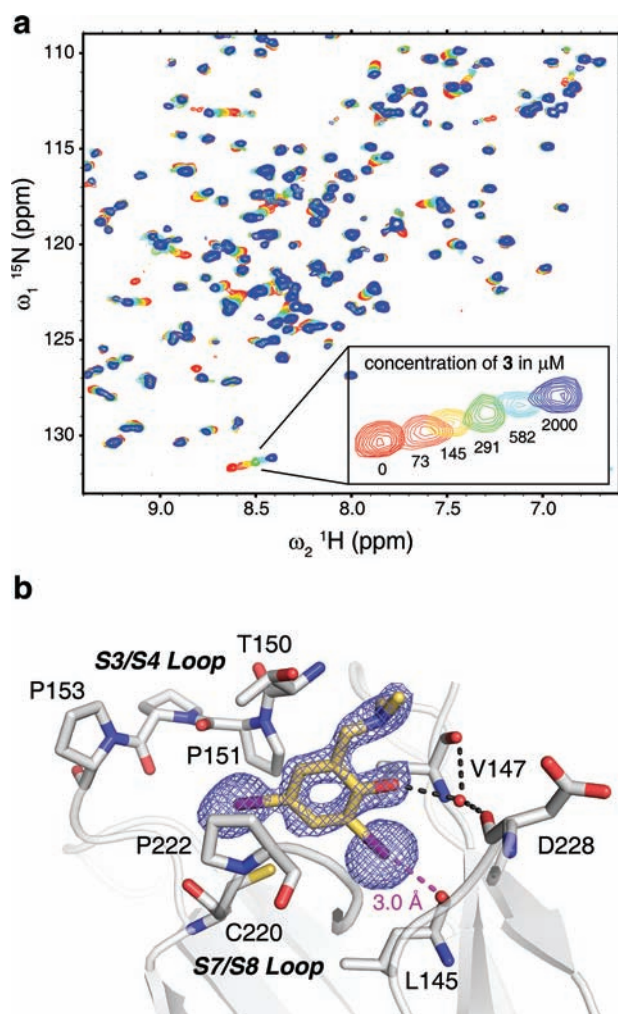 a
110
115
120
125
130
ω₁ ¹⁵N (ppm)
concentration of 3 in μM
0
73
145
291
582
2000
9.0
8.5
8.0
7.5
7.0
ω₂ ¹H (ppm)
b
T150
S3/S4 Loop
P153
P151
V147
P222
D228
3.0 Å
C220
S7/S8 Loop
L145